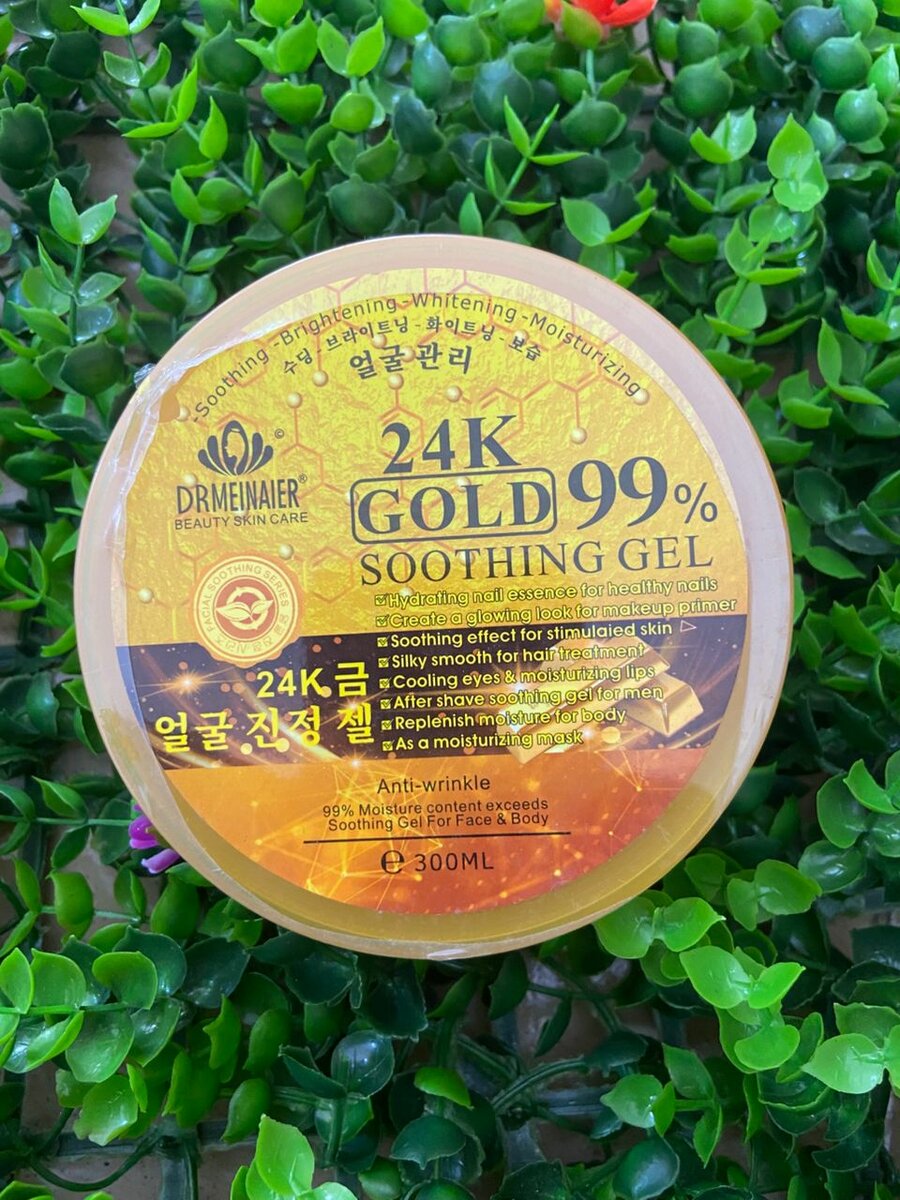 -Soothing -Brightening -Whitening -Moisturizing
수딩 - 브라이트닝 - 화이트닝 - 보습
얼굴관리
©
DRMEINAIER®
BEAUTY SKIN CARE
24K
GOLD 99%
SOOTHING GEL
FACIAL SOOTHING SERIES
Hydrating nail essence for healthy nails
Create a glowing look for makeup primer
Soothing effect for stimulaied skin
Silky smooth for hair treatment
Cooling eyes & moisturizing lips
After shave soothing gel for men
Replenish moisture for body
As a moisturizing mask
24K 금
얼굴 진정 젤
Anti-wrinkle
99% Moisture content exceeds
Soothing Gel For Face & Body
℮ 300ML